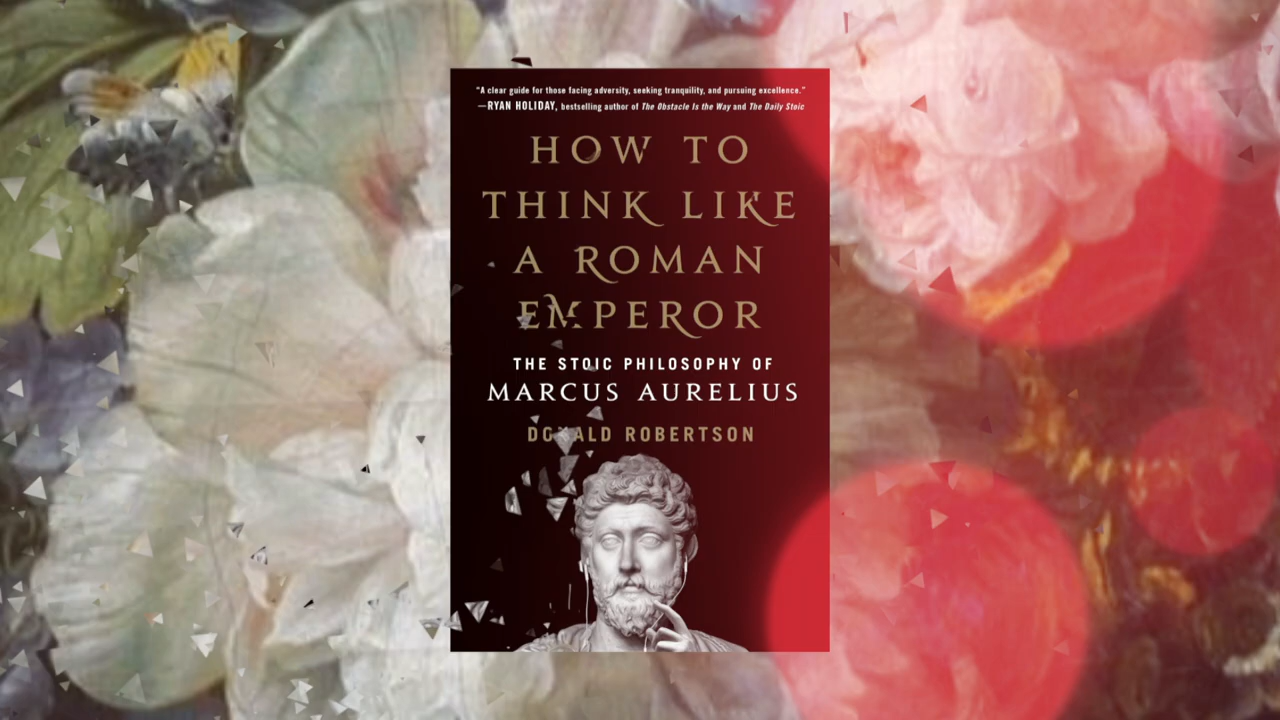 "A clear guide for those facing adversity, seeking tranquility, and pursuing excellence."
—RYAN HOLIDAY, bestselling author of The Obstacle Is the Way and The Daily Stoic
HOW TO
THINK LIKE
A ROMAN
EMPEROR
THE STOIC PHILOSOPHY OF
MARCUS AURELIUS
DONALD ROBERTSON